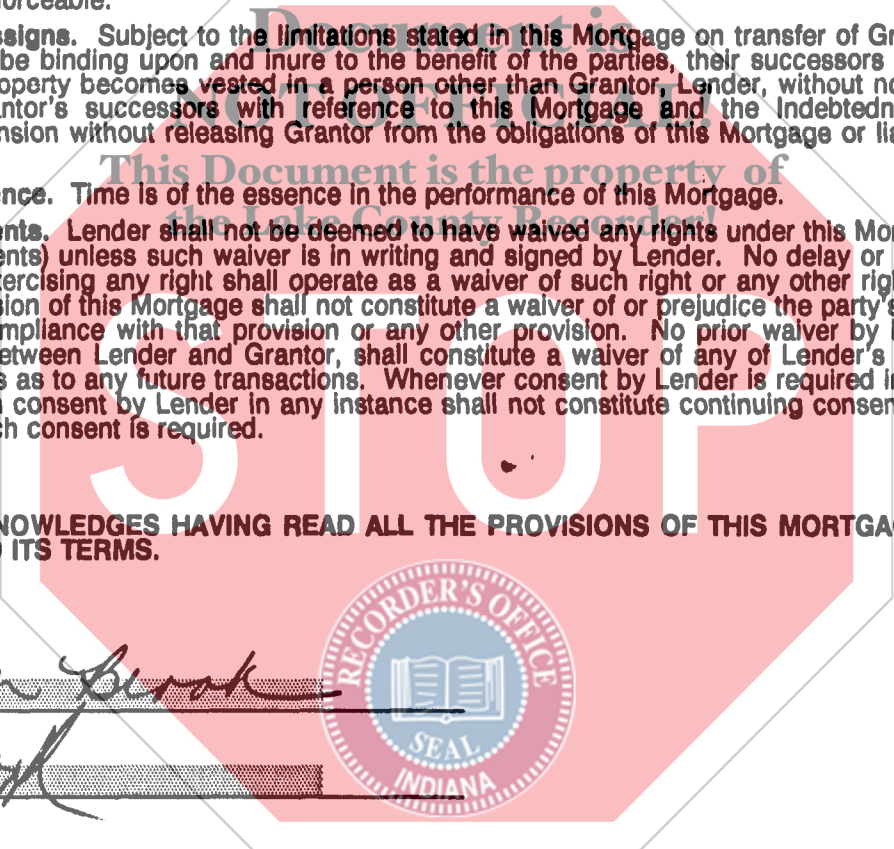 orceable.
ssigns. Subject to the limitations stated in this Mortgage on transfer of Gr
be binding upon and inure to the benefit of the parties, their successors
operty becomes vested in a person other than Grantor, Lender, without no
antor's successors with reference to this Mortgage and the Indebtedn
nsion without releasing Grantor from the obligations of this Mortgage or lia
nce. Time is of the essence in the performance of this Mortgage.
ents. Lender shall not be deemed to have waived any rights under this Mor
ents) unless such waiver is in writing and signed by Lender. No delay or
ercising any right shall operate as a waiver of such right or any other righ
sion of this Mortgage shall not constitute a waiver of or prejudice the party's
mpliance with that provision or any other provision. No prior waiver by
etween Lender and Grantor, shall constitute a waiver of any of Lender's
s as to any future transactions. Whenever consent by Lender is required in
consent by Lender in any instance shall not constitute continuing consen
ch consent is required.
NOWLEDGES HAVING READ ALL THE PROVISIONS OF THIS MORTGA
ITS TERMS.
Document is
NOT OFFICIAL!
This Document is the property of
the Lake County Recorder!
STOP
RECORDER'S OFFICE
SEAL
INDIANA